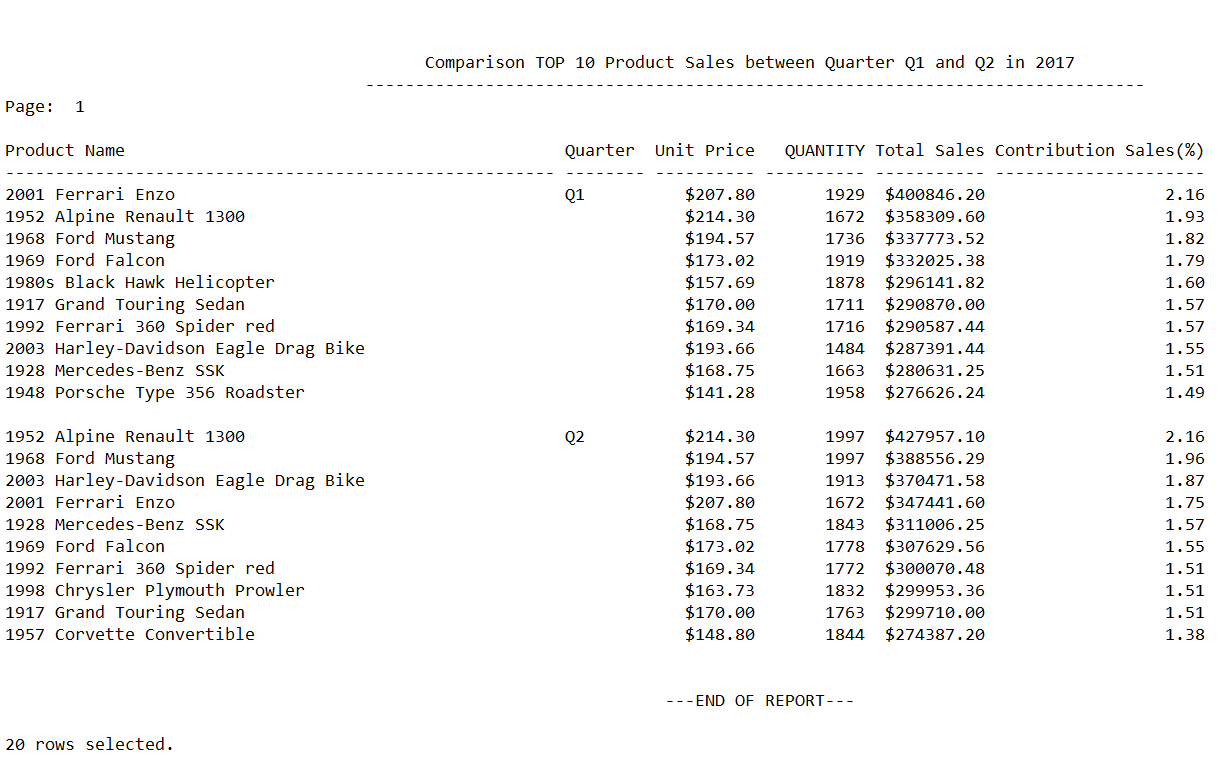 Comparison TOP 10 Product Sales between Quarter Q1 and Q2 in 2017
------------------------------------------------------------------------------
Page:  1
Product Name                                            Quarter  Unit Price   QUANTITY Total Sales Contribution Sales(%)
------------------------------------------------------- -------- ---------- ---------- ----------- ---------------------
2001 Ferrari Enzo                                       Q1          $207.80       1929  $400846.20                  2.16
1952 Alpine Renault 1300                                            $214.30       1672  $358309.60                  1.93
1968 Ford Mustang                                                   $194.57       1736  $337773.52                  1.82
1969 Ford Falcon                                                    $173.02       1919  $332025.38                  1.79
1980s Black Hawk Helicopter                                         $157.69       1878  $296141.82                  1.60
1917 Grand Touring Sedan                                            $170.00       1711  $290870.00                  1.57
1992 Ferrari 360 Spider red                                         $169.34       1716  $290587.44                  1.57
2003 Harley-Davidson Eagle Drag Bike                                $193.66       1484  $287391.44                  1.55
1928 Mercedes-Benz SSK                                              $168.75       1663  $280631.25                  1.51
1948 Porsche Type 356 Roadster                                      $141.28       1958  $276626.24                  1.49
1952 Alpine Renault 1300                                Q2          $214.30       1997  $427957.10                  2.16
1968 Ford Mustang                                                   $194.57       1997  $388556.29                  1.96
2003 Harley-Davidson Eagle Drag Bike                                $193.66       1913  $370471.58                  1.87
2001 Ferrari Enzo                                                   $207.80       1672  $347441.60                  1.75
1928 Mercedes-Benz SSK                                              $168.75       1843  $311006.25                  1.57
1969 Ford Falcon                                                    $173.02       1778  $307629.56                  1.55
1992 Ferrari 360 Spider red                                         $169.34       1772  $300070.48                  1.51
1998 Chrysler Plymouth Prowler                                      $163.73       1832  $299953.36                  1.51
1917 Grand Touring Sedan                                            $170.00       1763  $299710.00                  1.51
1957 Corvette Convertible                                           $148.80       1844  $274387.20                  1.38
---END OF REPORT---
20 rows selected.